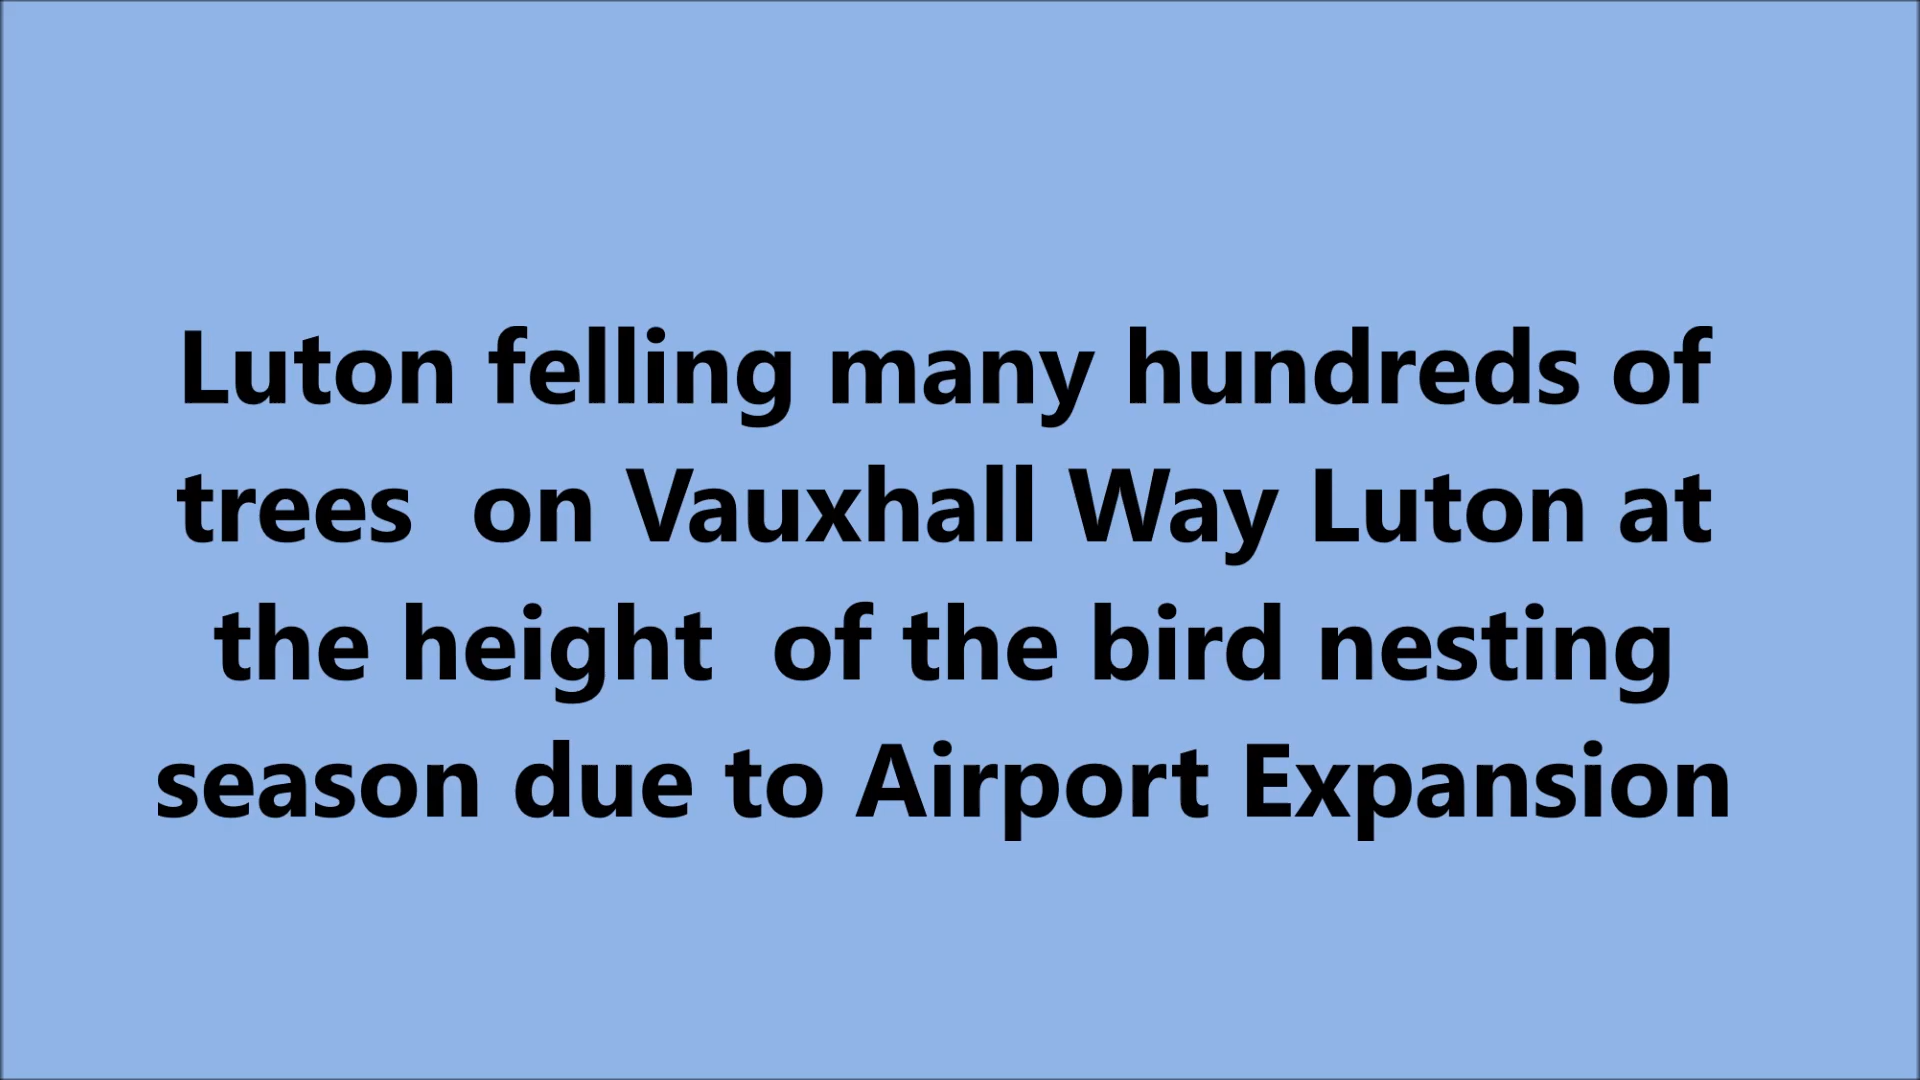 Luton felling many hundreds of
trees  on Vauxhall Way Luton at
the height  of the bird nesting
season due to Airport Expansion